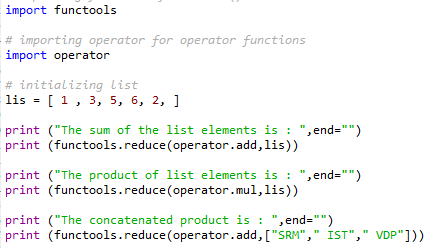 import functools
# importing operator for operator functions
import operator
# initializing list
lis = [ 1 , 3, 5, 6, 2, ]
print ("The sum of the list elements is : ",end="")
print (functools.reduce(operator.add,lis))
print ("The product of list elements is : ",end="")
print (functools.reduce(operator.mul,lis))
print ("The concatenated product is : ",end="")
print (functools.reduce(operator.add,["SRM"," IST"," VDP"]))